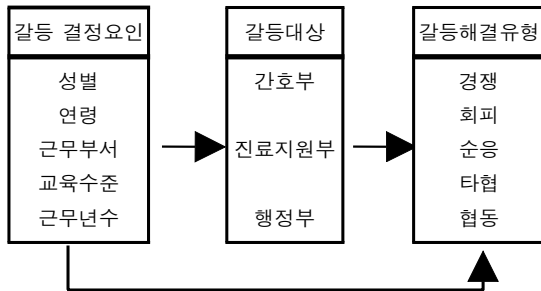 갈등 결정요인
성별
연령
근무부서
교육수준
근무년수
갈등대상
간호부
진료지원부
행정부
갈등해결유형
경쟁
회피
순응
타협
협동